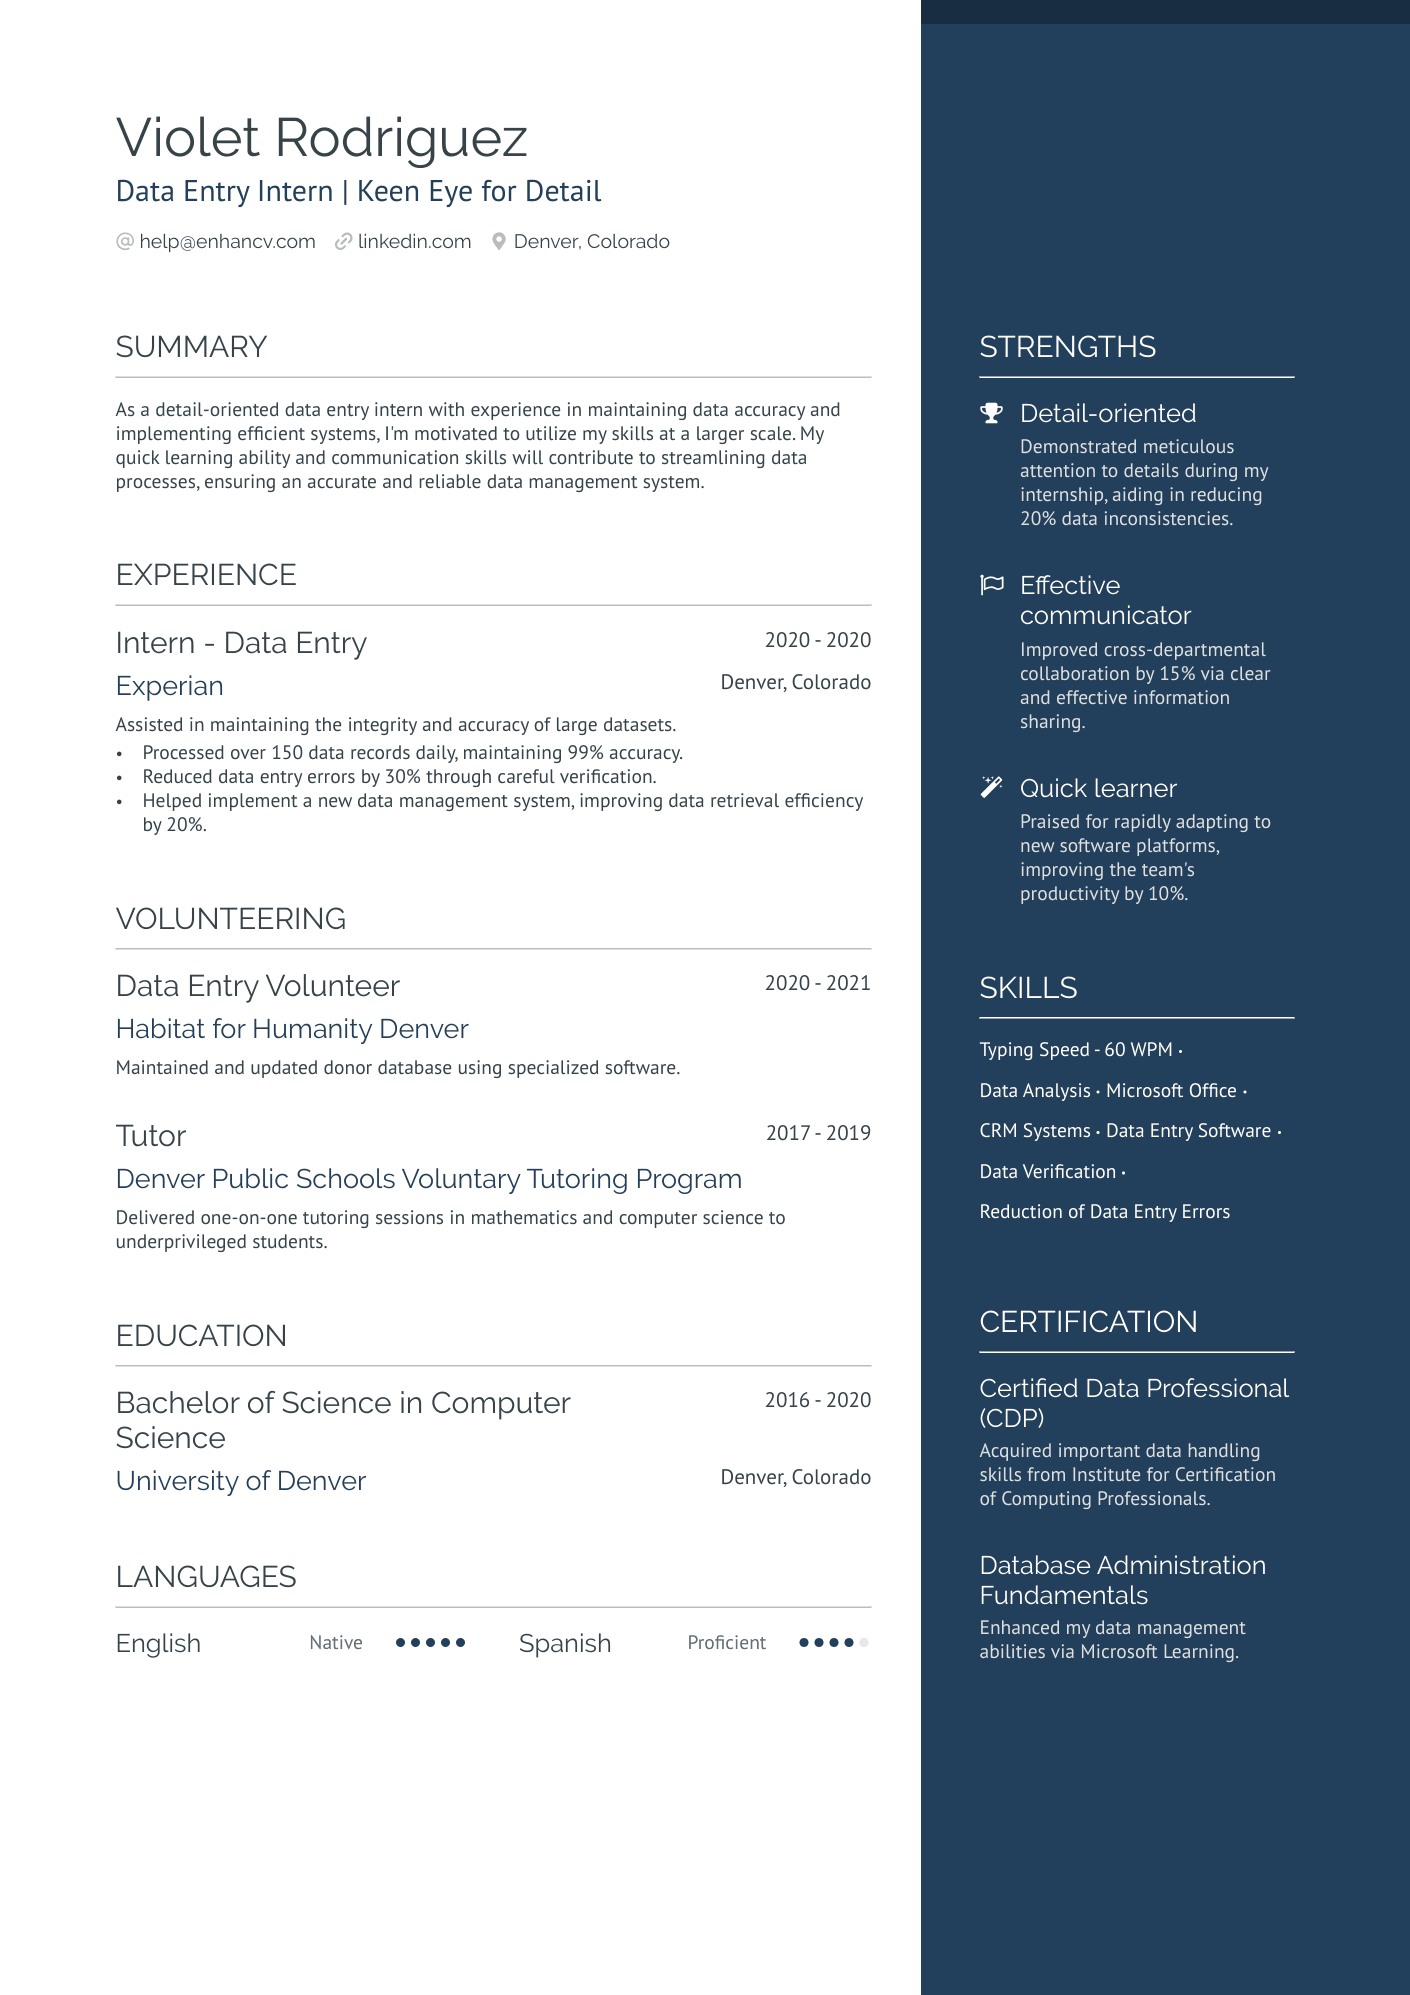 Violet Rodriguez
Data Entry Intern | Keen Eye for Detail
help@enhancv.com linkedin.com Denver, Colorado
SUMMARY
As a detail-oriented data entry intern with experience in maintaining data accuracy and
implementing efficient systems, I'm motivated to utilize my skills at a larger scale. My
quick learning ability and communication skills will contribute to streamlining data
processes, ensuring an accurate and reliable data management system.
EXPERIENCE
Intern - Data Entry 2020 - 2020
Experian Denver, Colorado
Assisted in maintaining the integrity and accuracy of large datasets.
• Processed over 150 data records daily, maintaining 99% accuracy.
• Reduced data entry errors by 30% through careful verification.
• Helped implement a new data management system, improving data retrieval efficiency
by 20%.
VOLUNTEERING
Data Entry Volunteer 2020 - 2021
Habitat for Humanity Denver
Maintained and updated donor database using specialized software.
Tutor 2017 - 2019
Denver Public Schools Voluntary Tutoring Program
Delivered one-on-one tutoring sessions in mathematics and computer science to
underprivileged students.
EDUCATION
Bachelor of Science in Computer 2016 - 2020
Science
University of Denver Denver, Colorado
LANGUAGES
English Native Spanish Proficient
STRENGTHS
Detail-oriented
Demonstrated meticulous
attention to details during my
internship, aiding in reducing
20% data inconsistencies.
Effective
communicator
Improved cross-departmental
collaboration by 15% via clear
and effective information
sharing.
Quick learner
Praised for rapidly adapting to
new software platforms,
improving the team's
productivity by 10%.
SKILLS
Typing Speed - 60 WPM •
Data Analysis • Microsoft Office •
CRM Systems • Data Entry Software •
Data Verification •
Reduction of Data Entry Errors
CERTIFICATION
Certified Data Professional
(CDP)
Acquired important data handling
skills from Institute for Certification
of Computing Professionals.
Database Administration
Fundamentals
Enhanced my data management
abilities via Microsoft Learning.